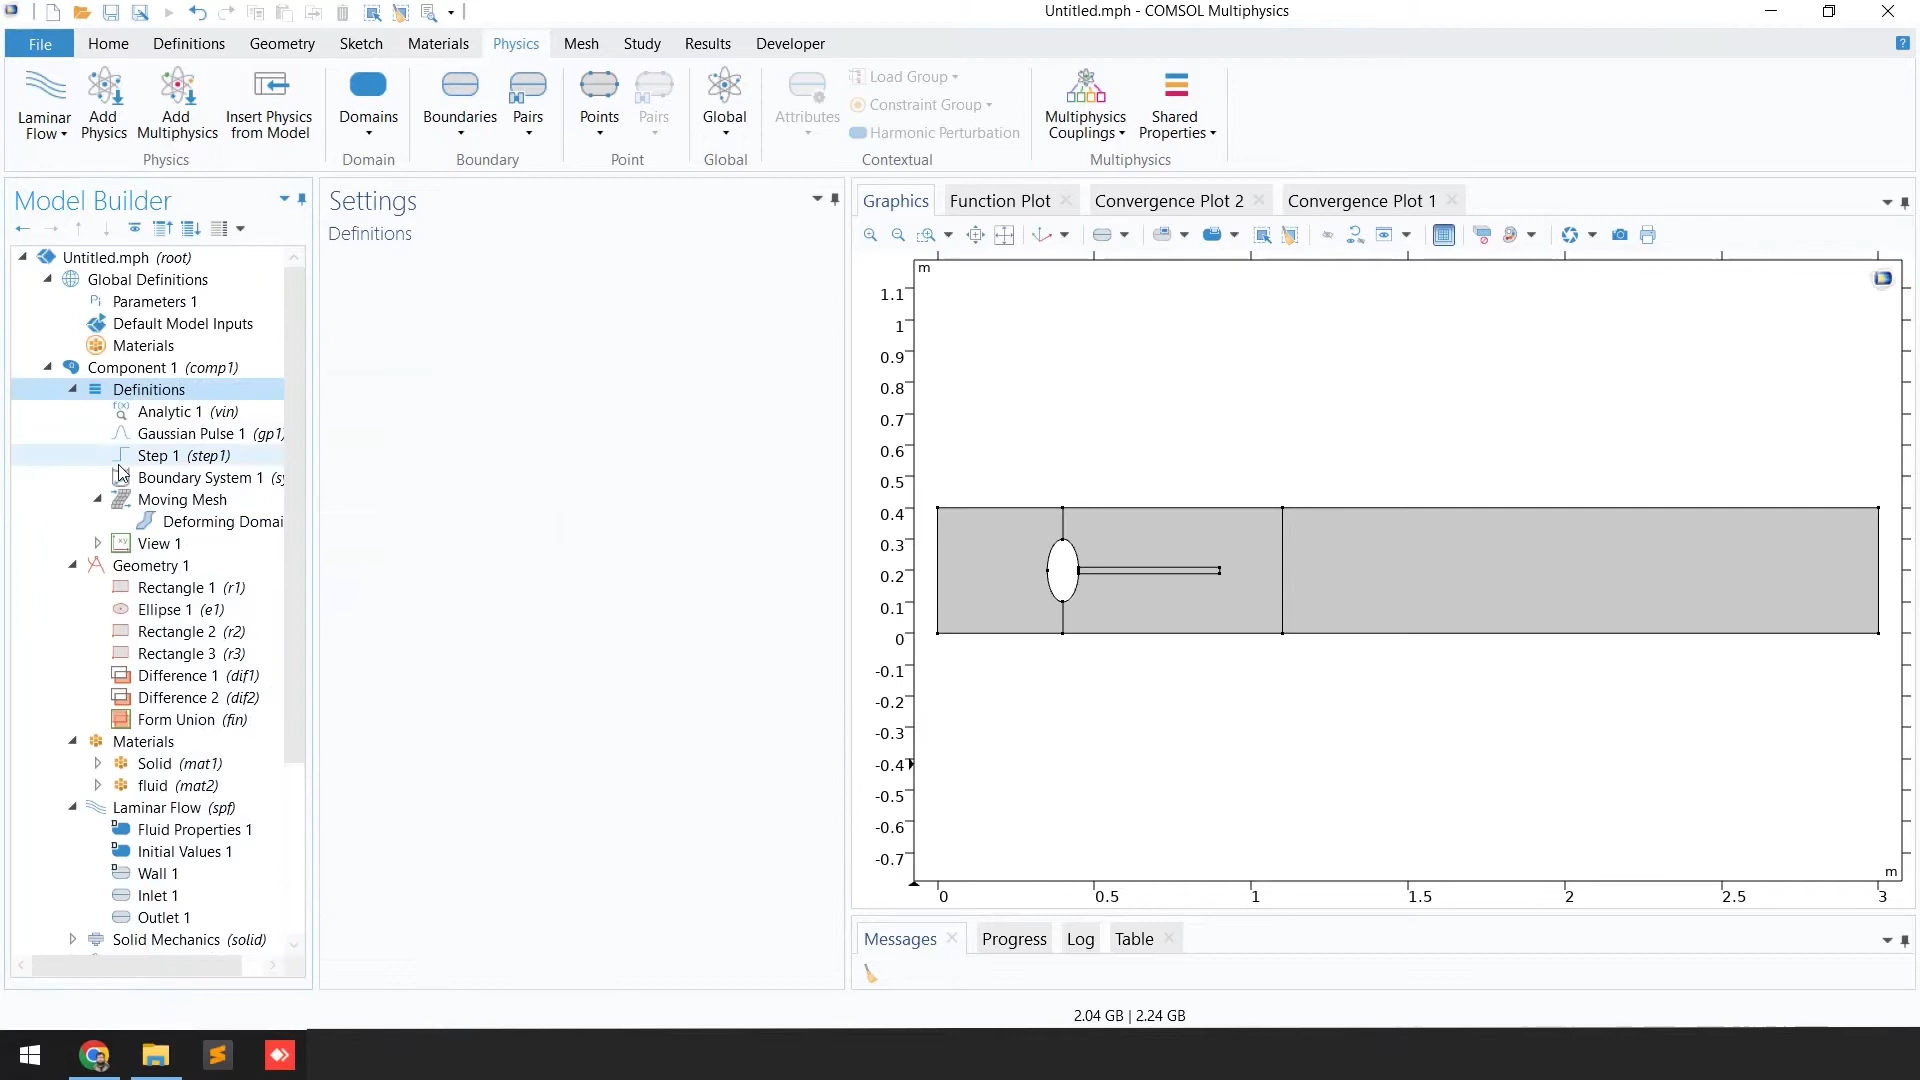 Untitled.mph - COMSOL Multiphysics
File Home Definitions Geometry Sketch Materials Physics Mesh Study Results Developer
Laminar Flow
Add Physics
Add Multiphysics
Insert Physics from Model
Physics
Domains
Domain
Boundaries
Pairs
Boundary
Points
Pairs
Point
Global
Global
Attributes
Load Group
Constraint Group
Harmonic Perturbation
Contextual
Multiphysics Couplings
Shared Properties
Multiphysics
Model Builder
Untitled.mph (root)
Global Definitions
Pi Parameters 1
Default Model Inputs
Materials
Component 1 (comp1)
Definitions
f(x) Analytic 1 (vin)
Gaussian Pulse 1 (gp1)
Step 1 (step1)
Boundary System 1 (sy
Moving Mesh
Deforming Domai
xy View 1
Geometry 1
Rectangle 1 (r1)
Ellipse 1 (e1)
Rectangle 2 (r2)
Rectangle 3 (r3)
Difference 1 (dif1)
Difference 2 (dif2)
Form Union (fin)
Materials
Solid (mat1)
fluid (mat2)
Laminar Flow (spf)
Fluid Properties 1
Initial Values 1
Wall 1
Inlet 1
Outlet 1
Solid Mechanics (solid)
Settings
Definitions
Graphics Function Plot Convergence Plot 2 Convergence Plot 1
m
1.1
1
0.9
0.8
0.7
0.6
0.5
0.4
0.3
0.2
0.1
0
-0.1
-0.2
-0.3
-0.4
-0.5
-0.6
-0.7
m
0 0.5 1 1.5 2 2.5 3
Messages Progress Log Table
2.04 GB | 2.24 GB